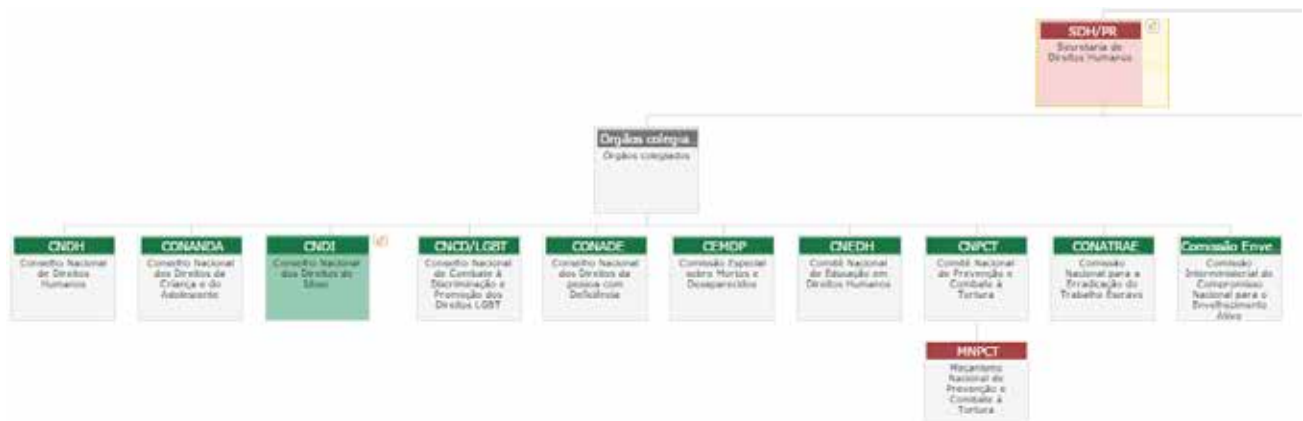 SDH/PR
Secretaria de
Direitos Humanos
Orgãos colegia...
Órgãos colegiados
CNDH
Conselho Nacional
de Direitos
Humanos
CONANDA
Conselho Nacional
dos Direitos da
Criança e do
Adolescente
CNDI
Conselho Nacional
dos Direitos do
Idoso
CNCD/LGBT
Conselho Nacional
de Combate à
Discriminação e
Promoção dos
Direitos LGBT
CONADE
Conselho Nacional
dos Direitos da
pessoa com
Deficiência
CEMDP
Comissão Especial
sobre Mortos e
Desaparecidos
CNEDH
Comitê Nacional
de Educação em
Direitos Humanos
CNPCT
Comitê Nacional
de Prevenção e
Combate à
Tortura
CONATRAE
Comissão
Nacional para a
Erradicação do
Trabalho Escravo
Comissão Enve...
Comissão
Interministerial do
Compromisso
Nacional para o
Envelhecimento
Ativo
MNPCT
Mecanismo
Nacional de
Prevenção e
Combate à
Tortura